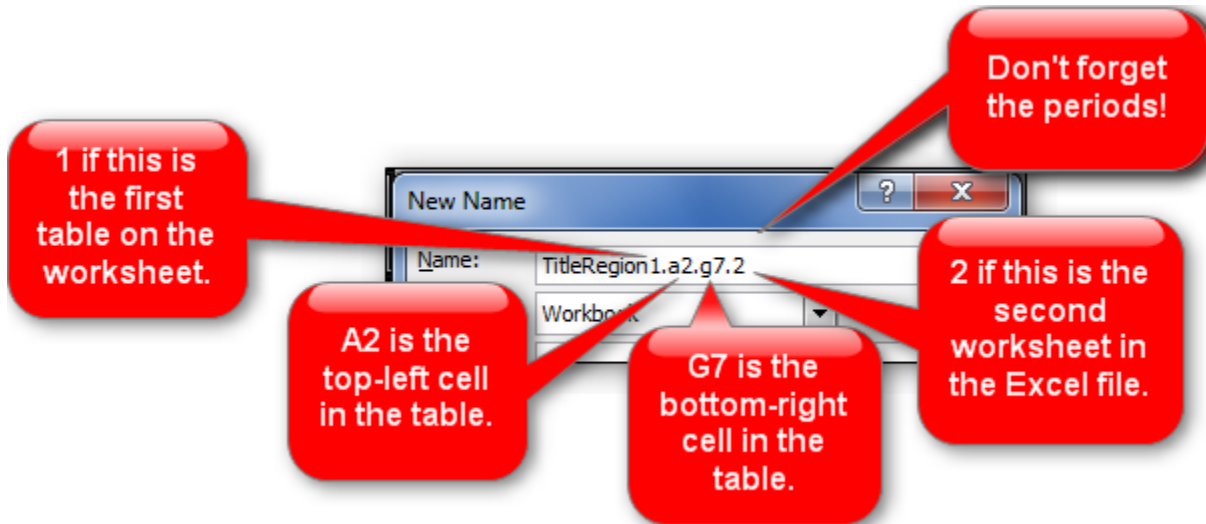 Don't forget
the periods!
1 if this is
the first
table on the
worksheet.
New Name
?
X
Name:
TitleRegion1.a2.g7.2
Workbook
A2 is the
top-left cell
in the table.
G7 is the
bottom-right
cell in the
table.
2 if this is the
second
worksheet in
the Excel file.